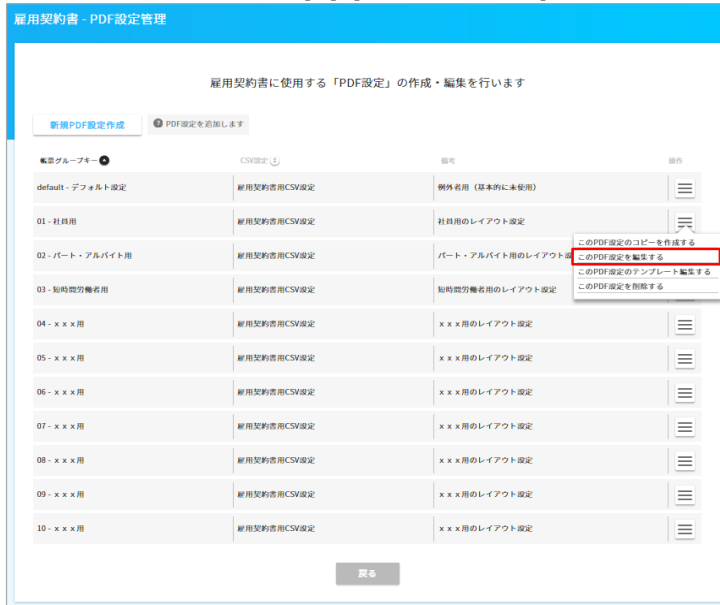 雇用契約書 - PDF設定管理
雇用契約書に使用する「PDF設定」の作成・編集を行います
新規PDF設定作成 PDF設定を追加します
帳票グループキー CSV設定 備考 操作
default - デフォルト設定 雇用契約書用CSV設定 例外者用（基本的に未使用）
01 - 社員用 雇用契約書用CSV設定 社員用のレイアウト設定
このPDF設定のコピーを作成する
02 - パート・アルバイト用 雇用契約書用CSV設定 パート・アルバイト用のレイアウト設 このPDF設定を編集する
このPDF設定のテンプレート編集する
03 - 短時間労働者用 雇用契約書用CSV設定 短時間労働者用のレイアウト設定 このPDF設定を削除する
04 - ｘｘｘ用 雇用契約書用CSV設定 ｘｘｘ用のレイアウト設定
05 - ｘｘｘ用 雇用契約書用CSV設定 ｘｘｘ用のレイアウト設定
06 - ｘｘｘ用 雇用契約書用CSV設定 ｘｘｘ用のレイアウト設定
07 - ｘｘｘ用 雇用契約書用CSV設定 ｘｘｘ用のレイアウト設定
08 - ｘｘｘ用 雇用契約書用CSV設定 ｘｘｘ用のレイアウト設定
09 - ｘｘｘ用 雇用契約書用CSV設定 ｘｘｘ用のレイアウト設定
10 - ｘｘｘ用 雇用契約書用CSV設定 ｘｘｘ用のレイアウト設定
戻る